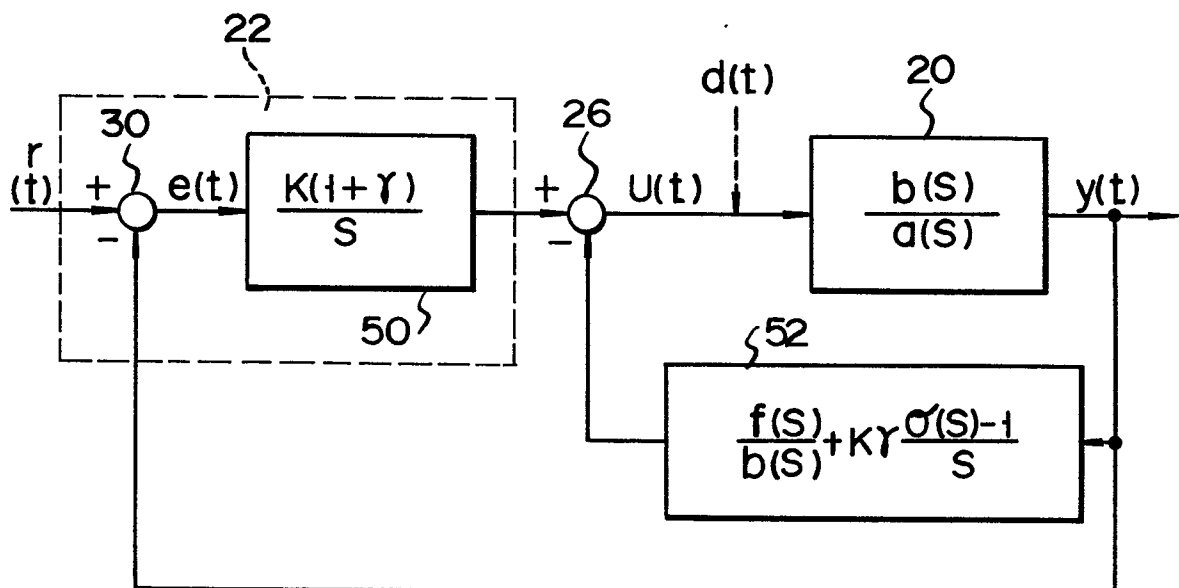 22
r
(t)
+
-
30
e(t)
K(1+γ)
S
50
+
-
26
U(t)
d(t)
20
b(S)
a(S)
y(t)
52
f(S)
b(S)
+Kγ
σ(S)-1
S